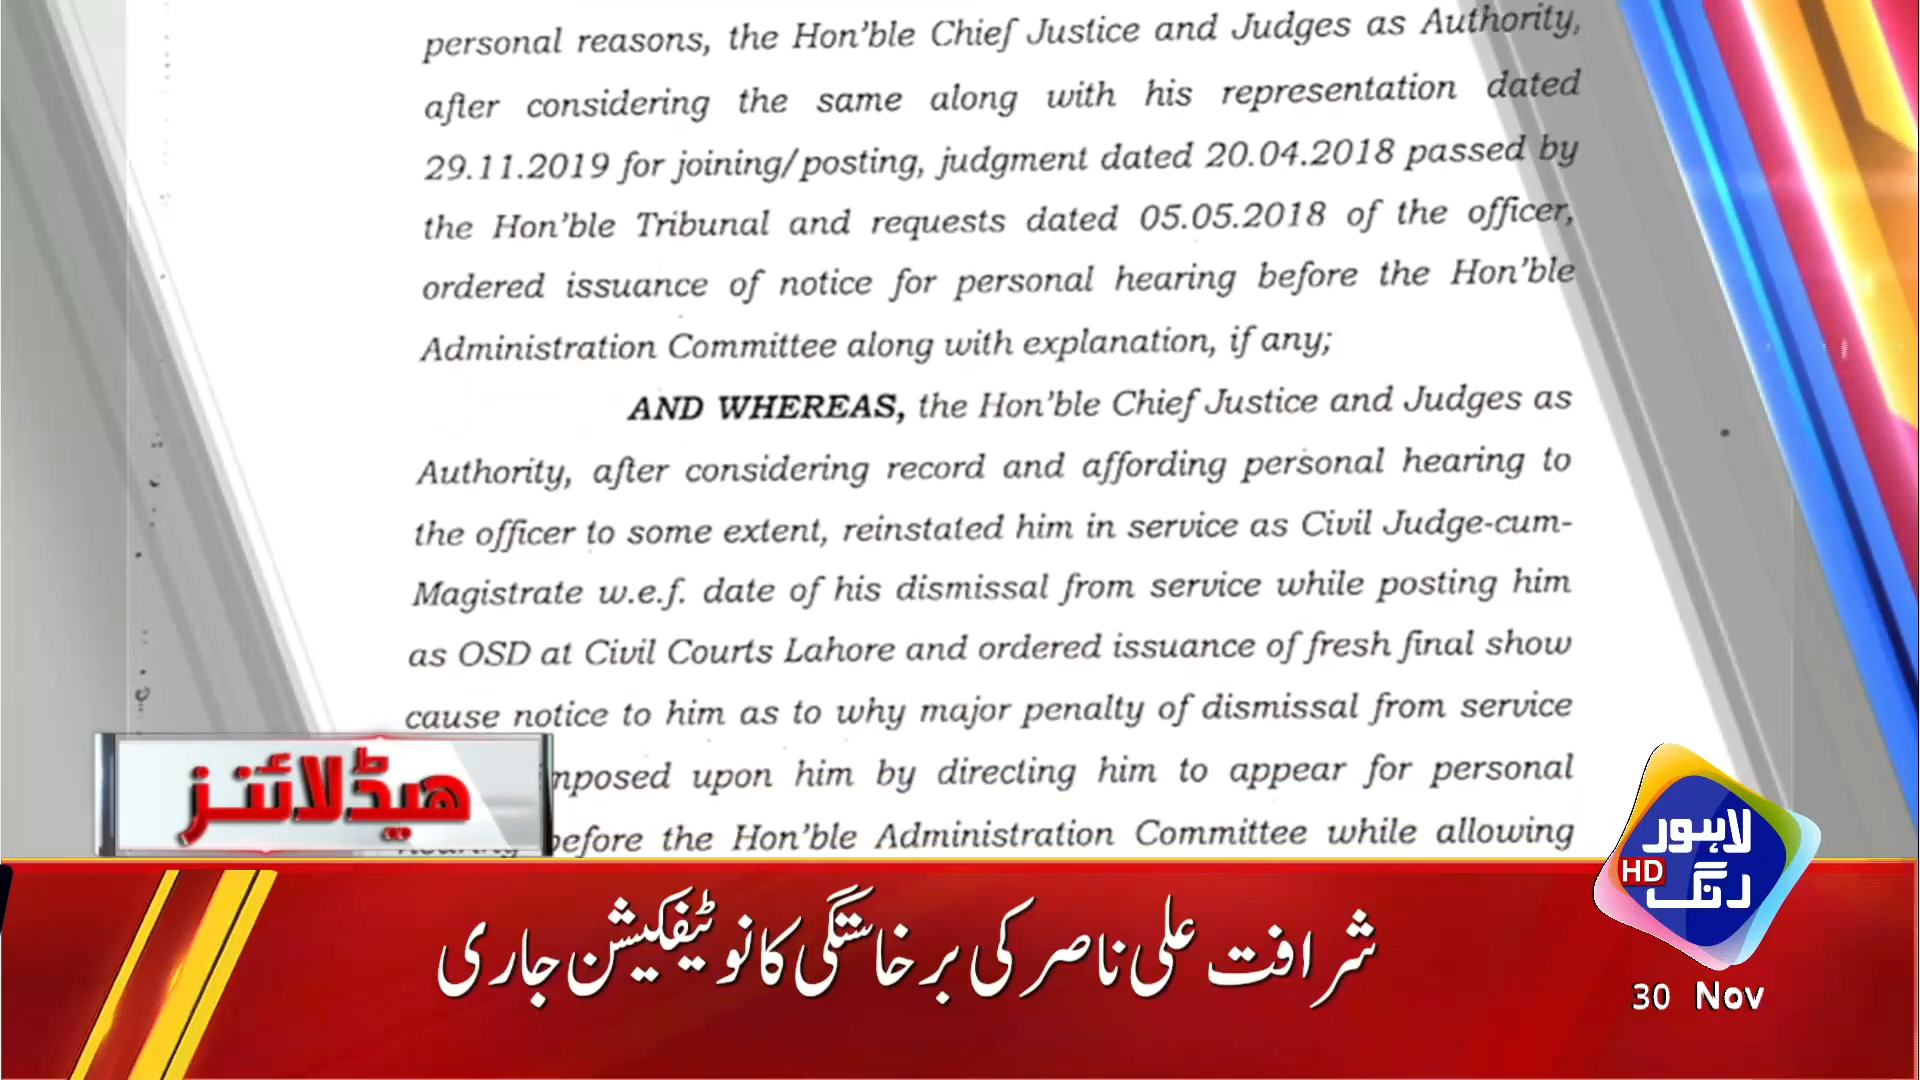 personal reasons, the Hon'ble Chief Justice and Judges as Authority,
after considering the same along with his representation dated
29.11.2019 for joining/posting, judgment dated 20.04.2018 passed by
the Hon'ble Tribunal and requests dated 05.05.2018 of the officer,
ordered issuance of notice for personal hearing before the Hon'ble
Administration Committee along with explanation, if any;
AND WHEREAS, the Hon'ble Chief Justice and Judges as
Authority, after considering record and affording personal hearing to
the officer to some extent, reinstated him in service as Civil Judge-cum-
Magistrate w.e.f. date of his dismissal from service while posting him
as OSD at Civil Courts Lahore and ordered issuance of fresh final show
cause notice to him as to why major penalty of dismissal from service
mposed upon him by directing him to appear for personal
before the Hon'ble Administration Committee while allowing
ہیڈلائنز
لاہور
HD
رنگ
شرافت علی ناصر کی برخاستگی کا نوٹیفکیشن جاری
30 Nov